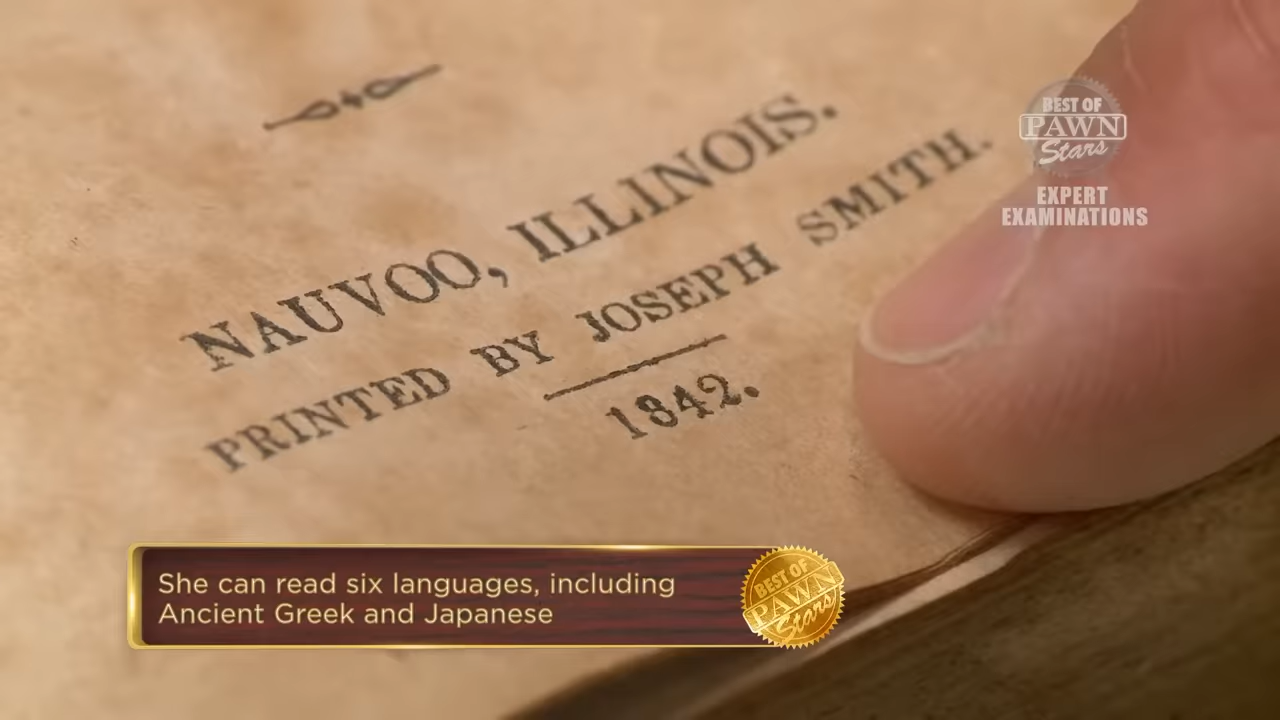 NAUVOO, ILLINOIS.
PRINTED BY JOSEPH SMITH.
1842.
BEST OF
PAWN
Stars
EXPERT
EXAMINATIONS
She can read six languages, including
Ancient Greek and Japanese
BEST OF
PAWN
Stars